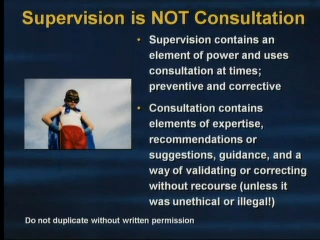 Supervision is NOT Consultation
• Supervision contains an
element of power and uses
consultation at times;
preventive and corrective
• Consultation contains
elements of expertise,
recommendations or
suggestions, guidance, and a
way of validating or correcting
without recourse (unless it
was unethical or illegal!)
Do not duplicate without written permission